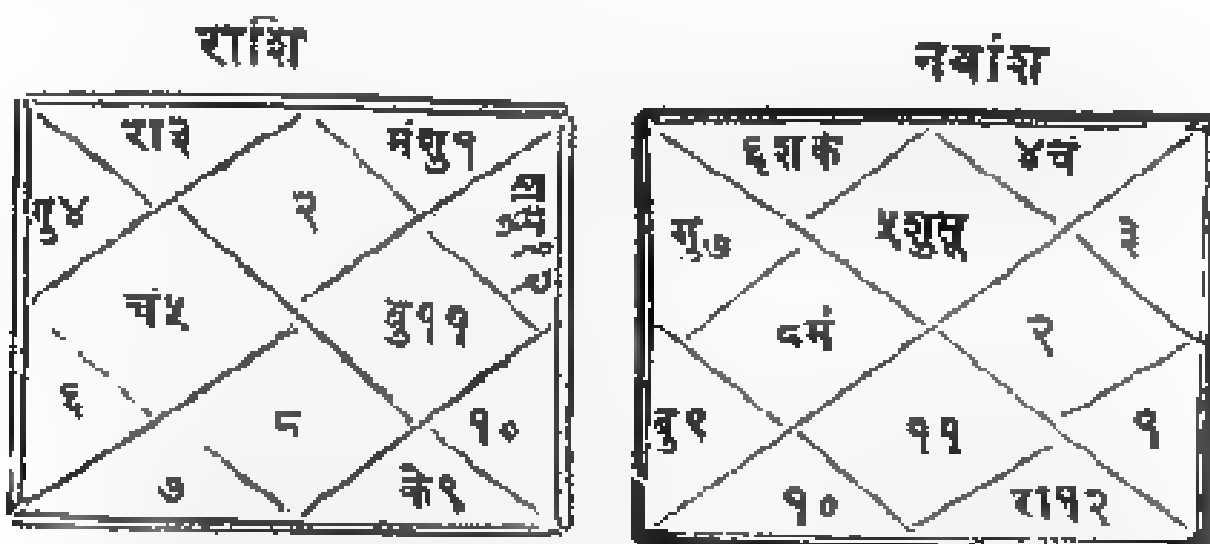 राशि
नवांश
रा३
मंशु१
गु४
२
चं५
बु११
६
८
१०
७
के९
६शके
४चं
गु७
५शुसू
३
८मं
२
बु९
११
१
१०
रा१२